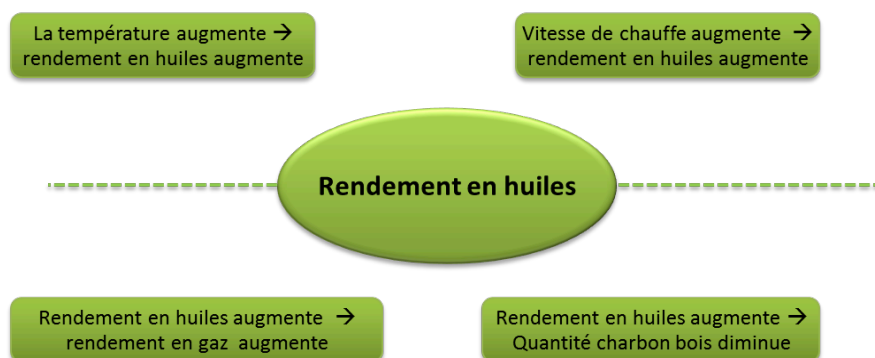 La température augmente →
rendement en huiles augmente
Vitesse de chauffe augmente →
rendement en huiles augmente
Rendement en huiles
Rendement en huiles augmente →
rendement en gaz augmente
Rendement en huiles augmente →
Quantité charbon bois diminue